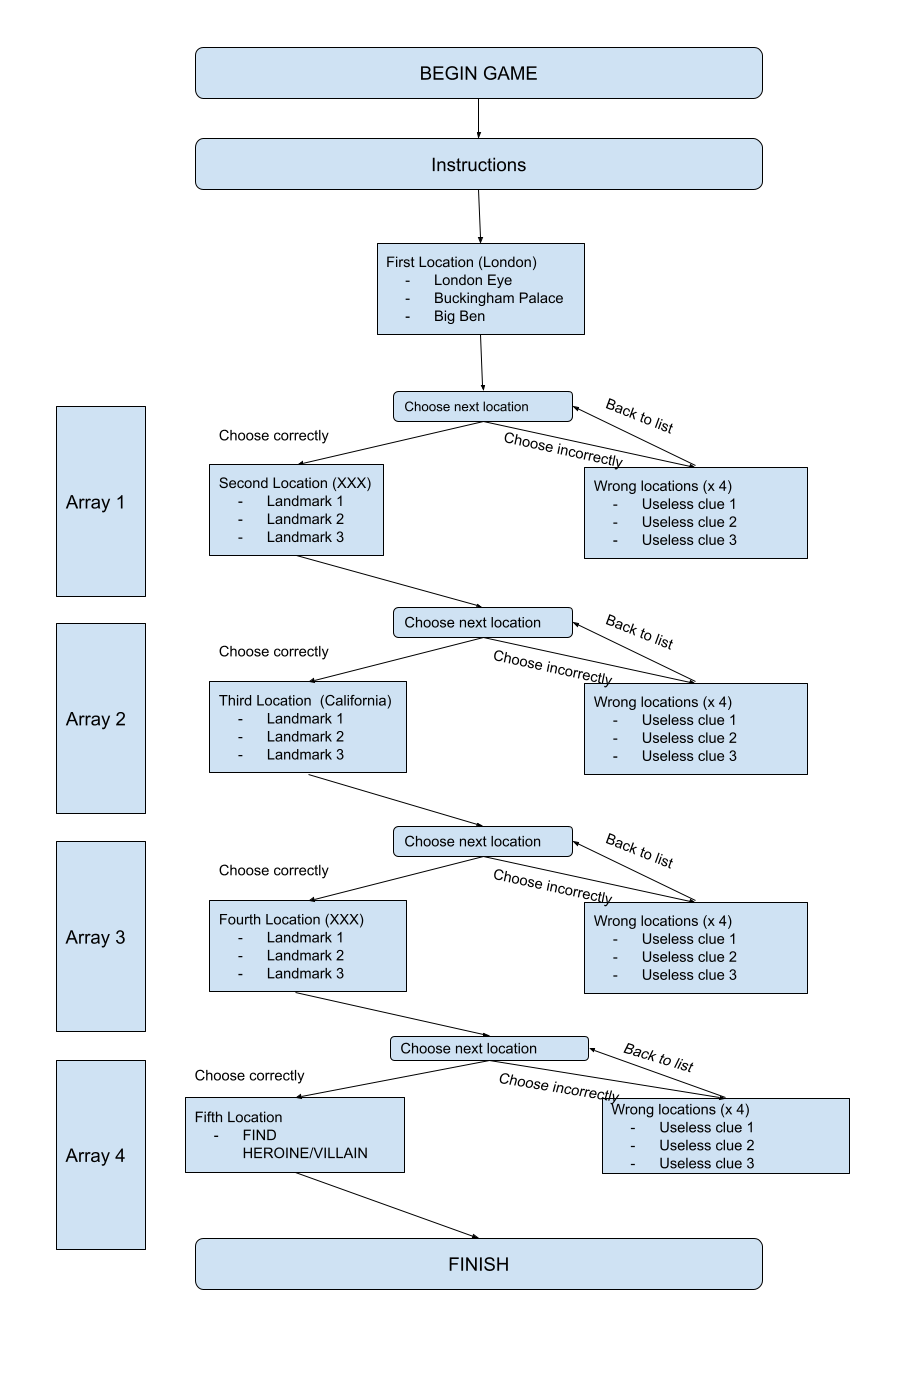 BEGIN GAME
Instructions
First Location (London)
- London Eye
- Buckingham Palace
- Big Ben
Array 1
Choose next location
Back to list
Choose correctly
Choose incorrectly
Second Location (XXX)
- Landmark 1
- Landmark 2
- Landmark 3
Wrong locations (x 4)
- Useless clue 1
- Useless clue 2
- Useless clue 3
Array 2
Choose next location
Back to list
Choose correctly
Choose incorrectly
Third Location  (California)
- Landmark 1
- Landmark 2
- Landmark 3
Wrong locations (x 4)
- Useless clue 1
- Useless clue 2
- Useless clue 3
Array 3
Choose next location
Back to list
Choose correctly
Choose incorrectly
Fourth Location (XXX)
- Landmark 1
- Landmark 2
- Landmark 3
Wrong locations (x 4)
- Useless clue 1
- Useless clue 2
- Useless clue 3
Array 4
Choose next location
Back to list
Choose correctly
Choose incorrectly
Fifth Location
- FIND
HEROINE/VILLAIN
Wrong locations (x 4)
- Useless clue 1
- Useless clue 2
- Useless clue 3
FINISH